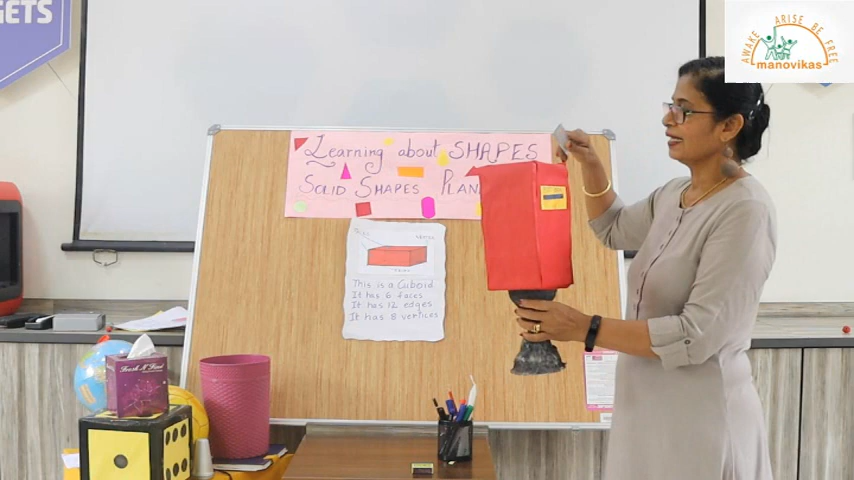 GETS
AWAKE ARISE BE FREE
manovikas
Learning about SHAPES
SOLID SHAPES PLAN
This is a Cuboid
It has 6 faces
It has 12 edges
It has 8 vertices